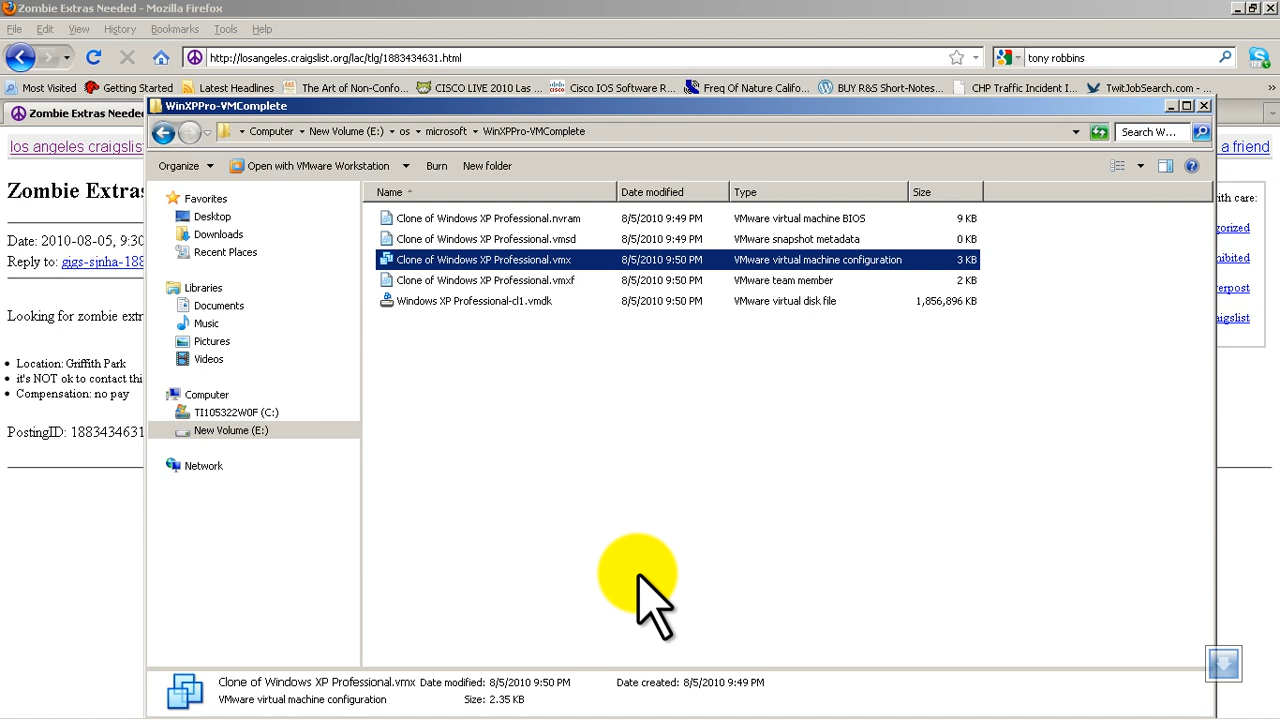 Zombie Extras Needed - Mozilla Firefox
File Edit View History Bookmarks Tools Help
http://losangeles.craigslist.org/lac/tlg/1883434631.html
tony robbins
Most Visited Getting Started Latest Headlines The Art of Non-Confo... CISCO LIVE 2010 Las ... Cisco IOS Software R... Freq Of Nature Califo... BUY R&S Short-Notes... CHP Traffic Incident I... TwitJobSearch.com - ... »
Zombie Extras Neede
WinXPPro-VMComplete
Computer New Volume (E:) os microsoft WinXPPro-VMComplete
Search W...
los angeles craigslis
a friend
Organize Open with VMware Workstation Burn New folder
Zombie Extra
Name Date modified Type Size
Favorites
Desktop
Downloads
Recent Places
Libraries
Documents
Music
Pictures
Videos
Computer
TI105322W0F (C:)
New Volume (E:)
Network
Clone of Windows XP Professional.nvram 8/5/2010 9:49 PM VMware virtual machine BIOS 9 KB
Clone of Windows XP Professional.vmsd 8/5/2010 9:49 PM VMware snapshot metadata 0 KB
Clone of Windows XP Professional.vmx 8/5/2010 9:50 PM VMware virtual machine configuration 3 KB
Clone of Windows XP Professional.vmxf 8/5/2010 9:50 PM VMware team member 2 KB
Windows XP Professional-cl1.vmdk 8/5/2010 9:50 PM VMware virtual disk file 1,856,896 KB
Date: 2010-08-05, 9:30
Reply to: gigs-sjnha-188
Looking for zombie ext
Location: Griffith Park
it's NOT ok to contact thi
Compensation: no pay
PostingID: 1883434631
th care:
gorized
hibited
erpost
aigslist
Clone of Windows XP Professional.vmx Date modified: 8/5/2010 9:50 PM Date created: 8/5/2010 9:49 PM
VMware virtual machine configuration Size: 2.35 KB